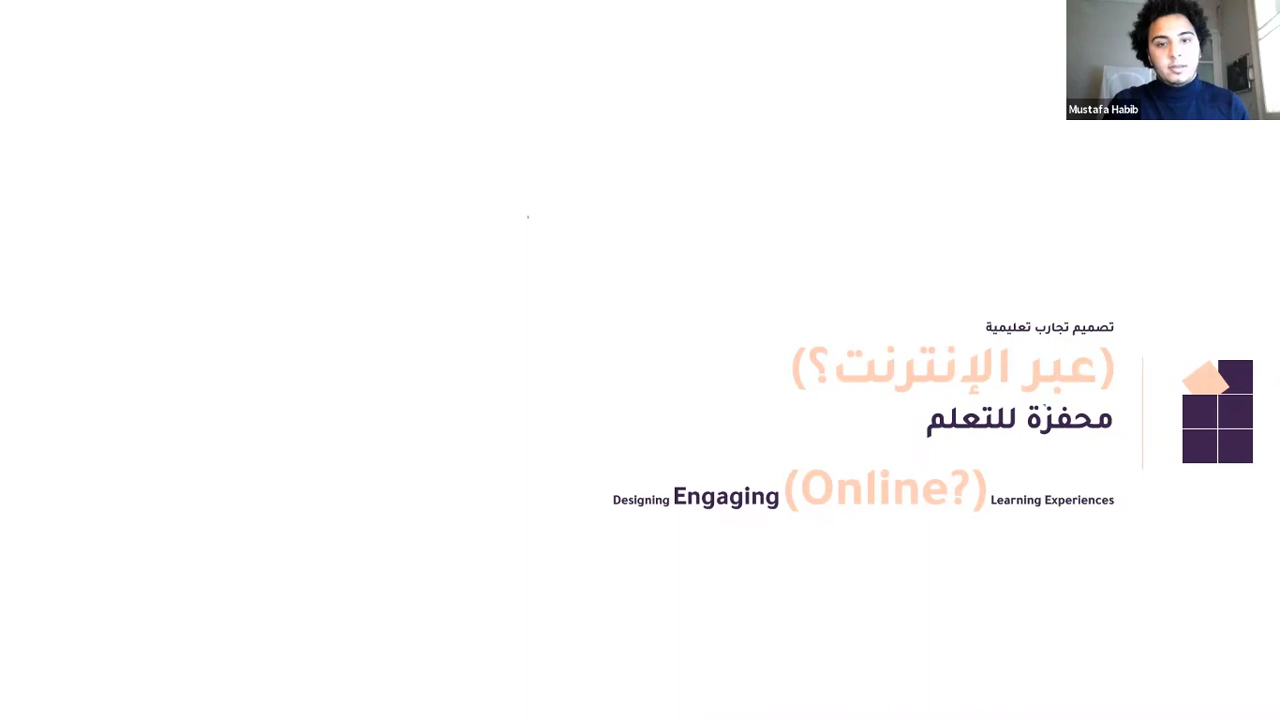 Mustafa Habib
تصميم تجارب تعليمية
(عبر الإنترنت؟)
محفزة للتعلم
Designing Engaging (Online?) Learning Experiences